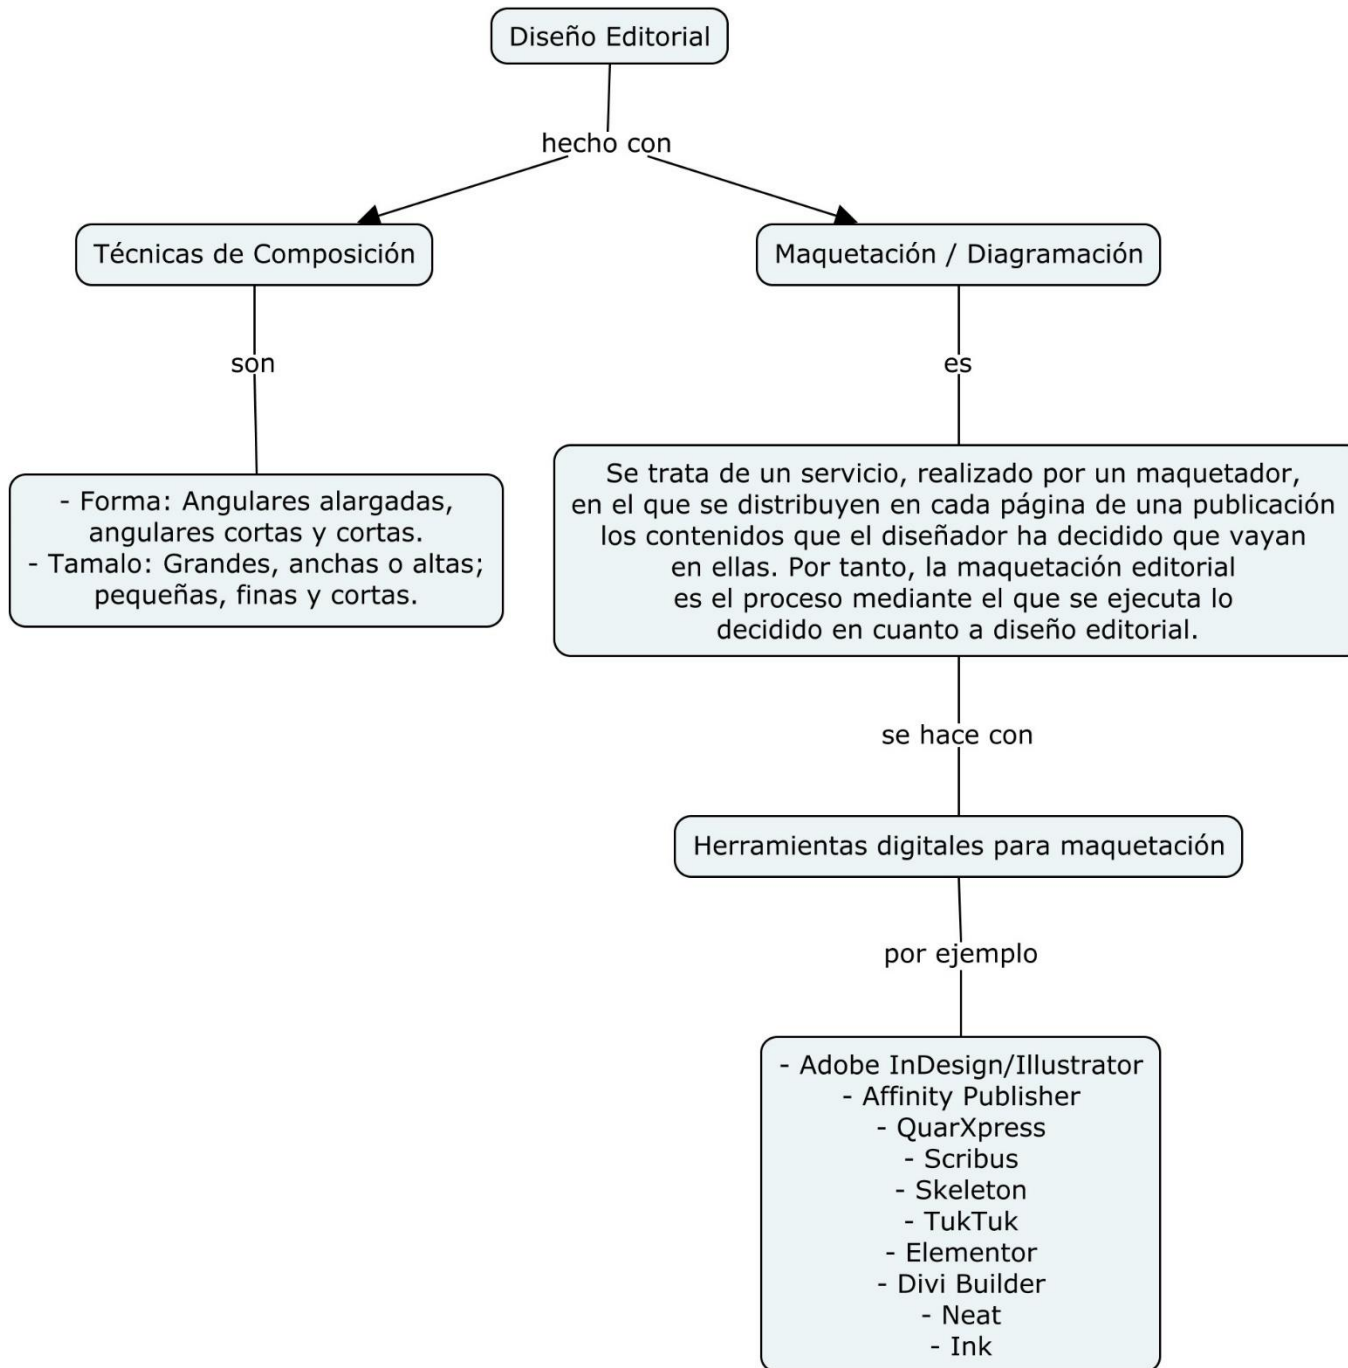 Diseño Editorial
hecho con
Técnicas de Composición
Maquetación / Diagramación
son
es
- Forma: Angulares alargadas,
angulares cortas y cortas.
- Tamalo: Grandes, anchas o altas;
pequeñas, finas y cortas.
Se trata de un servicio, realizado por un maquetador,
en el que se distribuyen en cada página de una publicación
los contenidos que el diseñador ha decidido que vayan
en ellas. Por tanto, la maquetación editorial
es el proceso mediante el que se ejecuta lo
decidido en cuanto a diseño editorial.
se hace con
Herramientas digitales para maquetación
por ejemplo
- Adobe InDesign/Illustrator
- Affinity Publisher
- QuarXpress
- Scribus
- Skeleton
- TukTuk
- Elementor
- Divi Builder
- Neat
- Ink